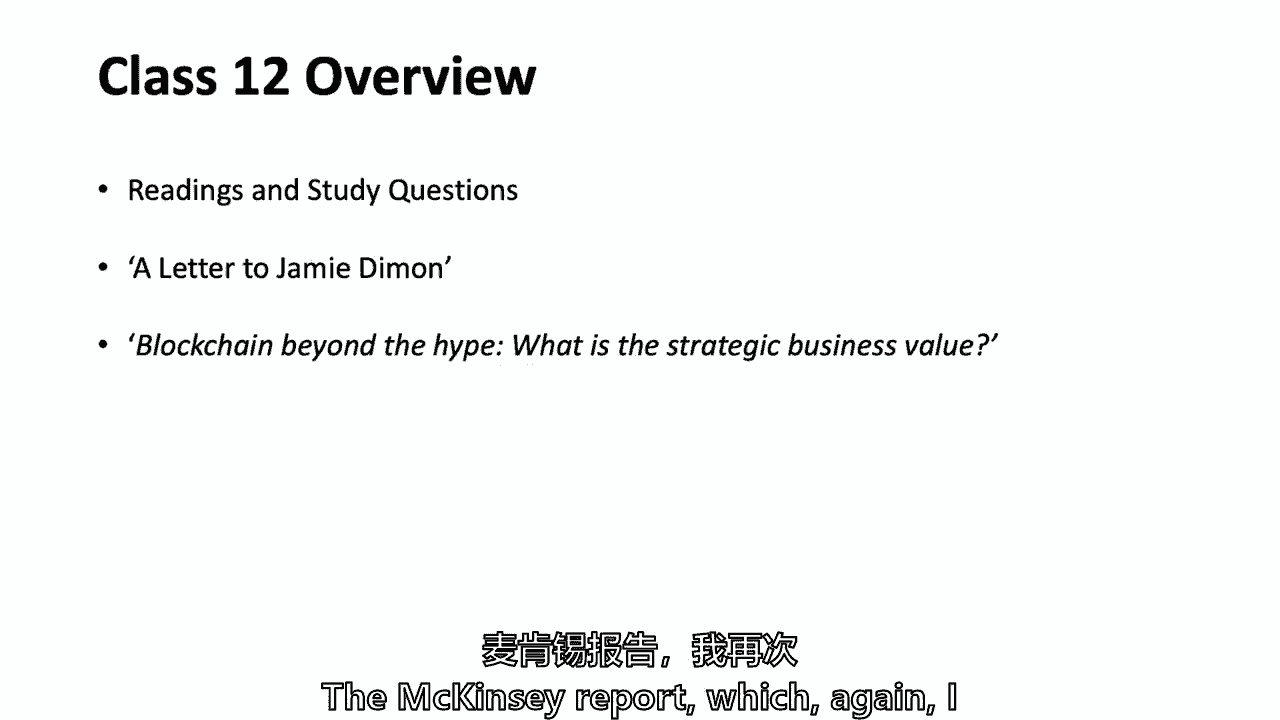 Class 12 Overview
• Readings and Study Questions
• ‘A Letter to Jamie Dimon’
• ‘Blockchain beyond the hype: What is the strategic business value?’
麦肯锡报告，我再次
The McKinsey report, which, again, I